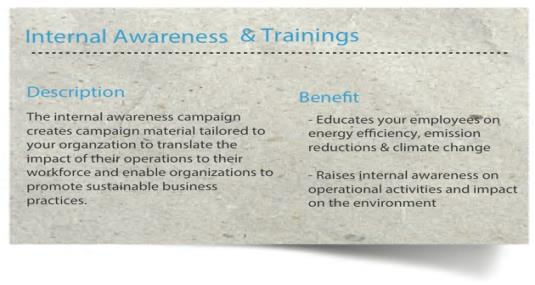 Internal Awareness & Trainings
Description
The internal awareness campaign
creates campaign material tailored to
your organzation to translate the
impact of their operations to their
workforce and enable organizations to
promote sustainable business
practices.
Benefit
- Educates your employees on
energy efficiency, emission
reductions & climate change
- Raises internal awareness on
operational activities and impact
on the environment